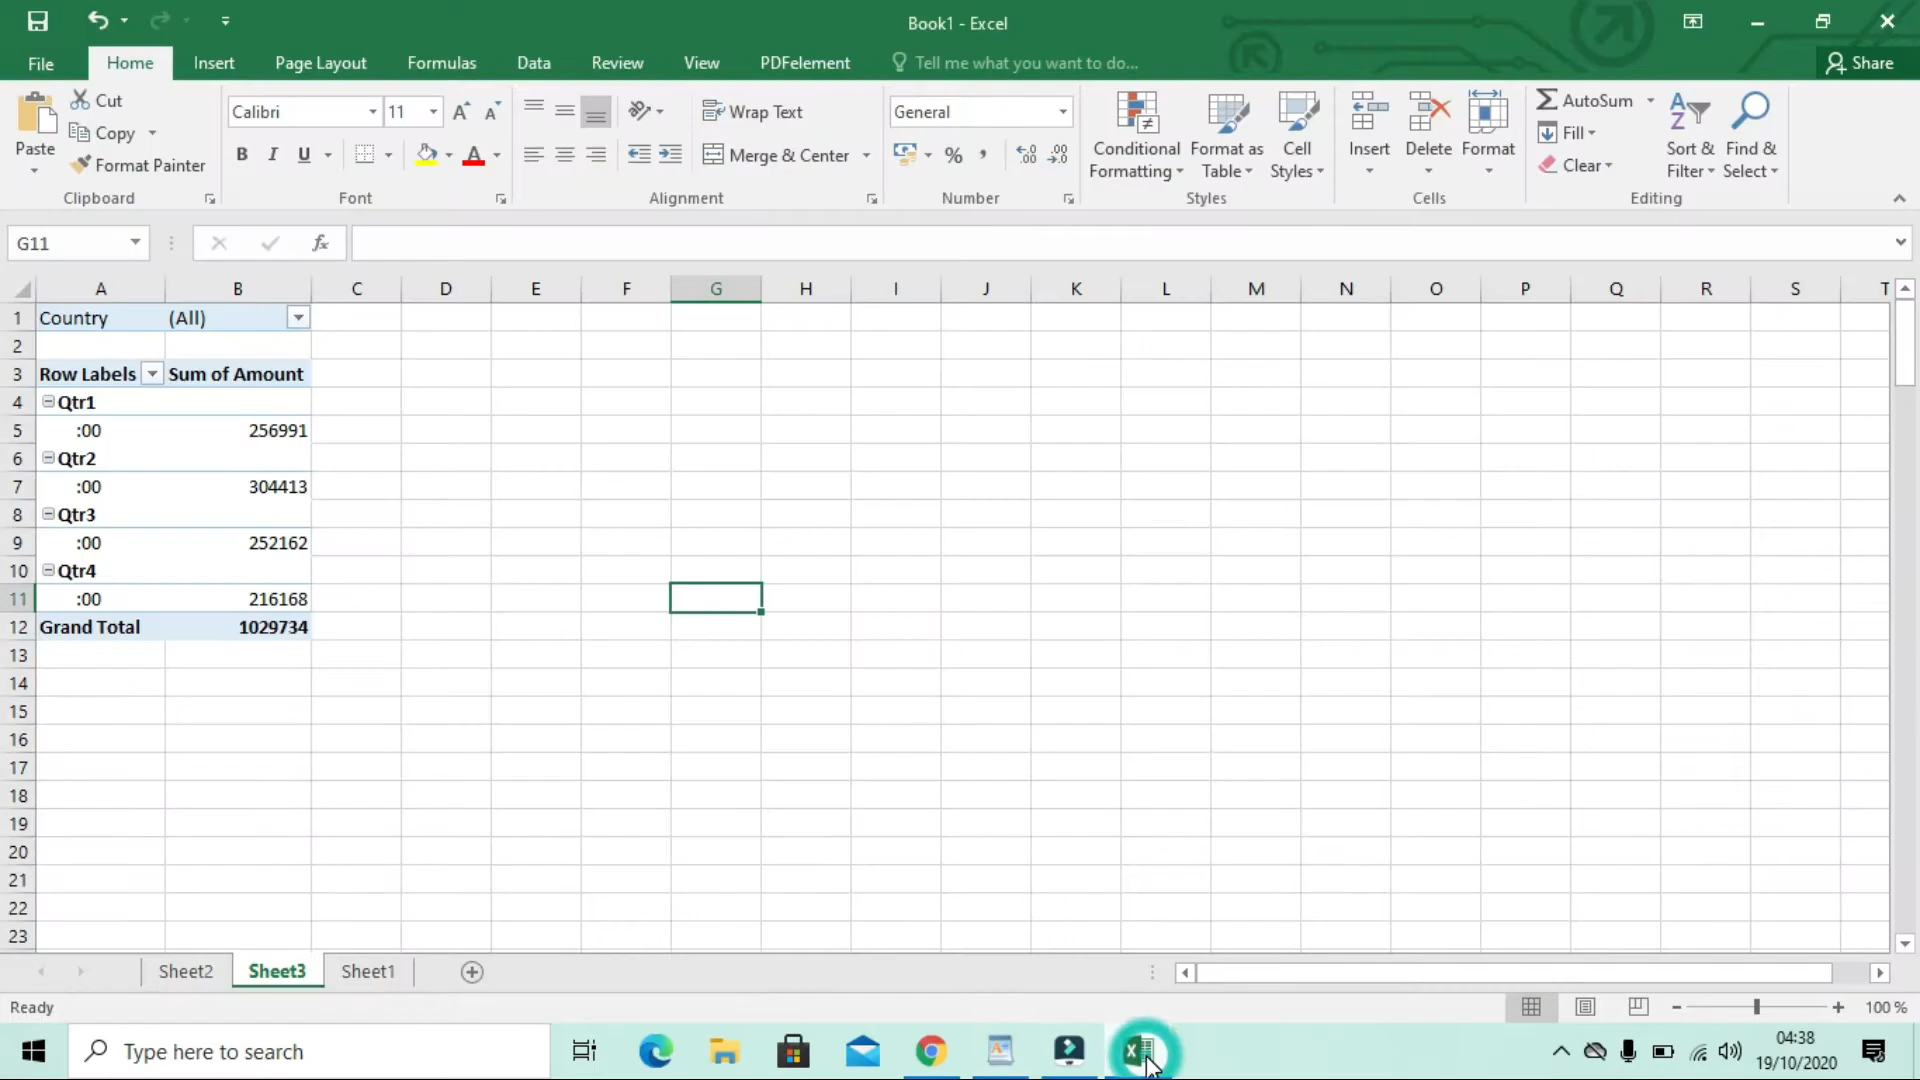 Book1 - Excel
File Home Insert Page Layout Formulas Data Review View PDFelement Tell me what you want to do... Share
Paste
Cut
Copy
Format Painter
Clipboard
Calibri 11
B I U
Font
Wrap Text
Merge & Center
Alignment
General
Number
Conditional Formatting
Format as Table
Cell Styles
Styles
Insert
Delete
Format
Cells
AutoSum
Fill
Clear
Sort & Filter
Find & Select
Editing
G11 fx
A B C D E F G H I J K L M N O P Q R S T
1 Country (All)
2
3 Row Labels Sum of Amount
4 Qtr1
5 :00 256991
6 Qtr2
7 :00 304413
8 Qtr3
9 :00 252162
10 Qtr4
11 :00 216168
12 Grand Total 1029734
13
14
15
16
17
18
19
20
21
22
23
Sheet2 Sheet3 Sheet1
Ready 100 %
Type here to search
04:38
19/10/2020